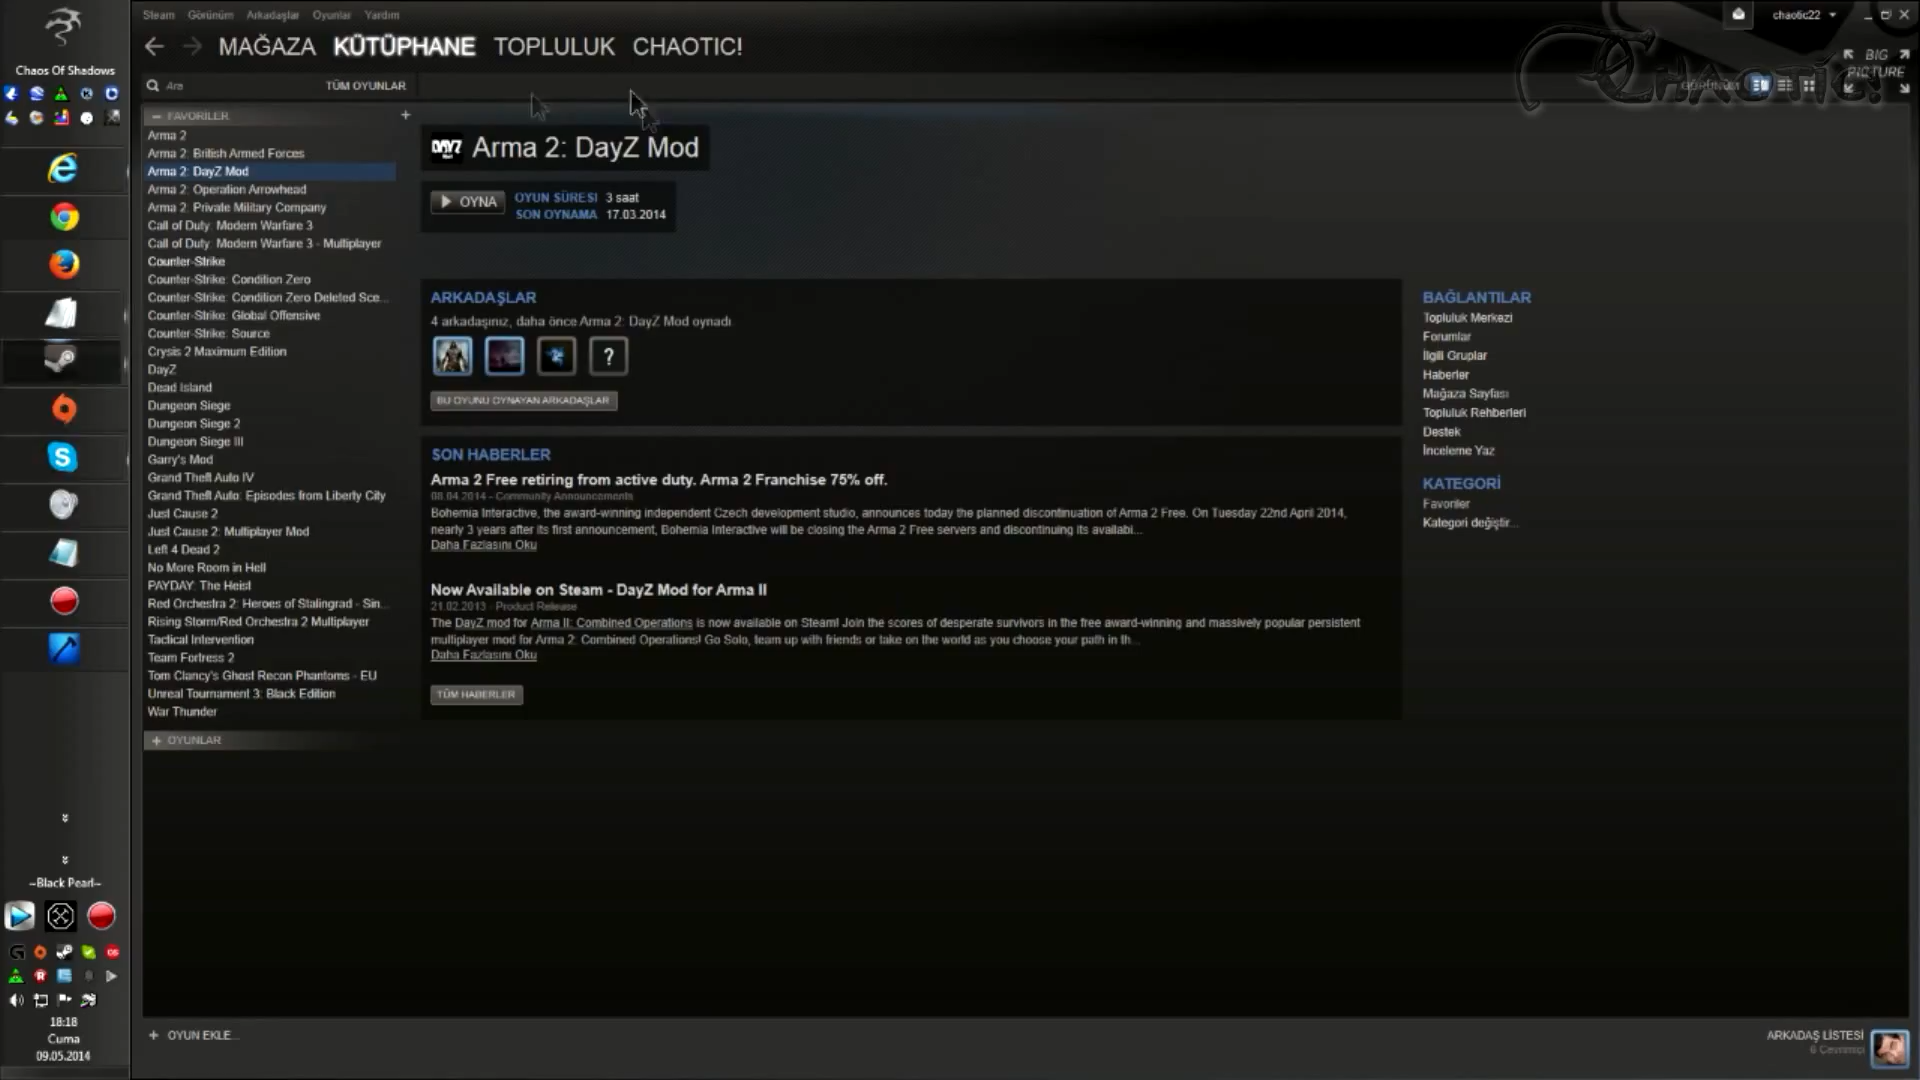 Steam Görünüm Arkadaşlar Oyunlar Yardım
chaotic22
Chaos Of Shadows
MAĞAZA KÜTÜPHANE TOPLULUK CHAOTIC!
BIG PICTURE
Chaotic!
Ara TÜM OYUNLAR
GÖRÜNÜM
FAVORİLER
Arma 2
Arma 2: British Armed Forces
Arma 2: DayZ Mod
Arma 2: Operation Arrowhead
Arma 2: Private Military Company
Call of Duty: Modern Warfare 3
Call of Duty: Modern Warfare 3 - Multiplayer
Counter-Strike
Counter-Strike: Condition Zero
Counter-Strike: Condition Zero Deleted Sce...
Counter-Strike: Global Offensive
Counter-Strike: Source
Crysis 2 Maximum Edition
DayZ
Dead Island
Dungeon Siege
Dungeon Siege 2
Dungeon Siege III
Garry's Mod
Grand Theft Auto IV
Grand Theft Auto: Episodes from Liberty City
Just Cause 2
Just Cause 2: Multiplayer Mod
Left 4 Dead 2
No More Room in Hell
PAYDAY: The Heist
Red Orchestra 2: Heroes of Stalingrad - Sin...
Rising Storm/Red Orchestra 2 Multiplayer
Tactical Intervention
Team Fortress 2
Tom Clancy's Ghost Recon Phantoms - EU
Unreal Tournament 3: Black Edition
War Thunder
OYUNLAR
DAYZ Arma 2: DayZ Mod
OYNA
OYUN SÜRESI 3 saat
SON OYNAMA 17.03.2014
ARKADAŞLAR
4 arkadaşınız, daha önce Arma 2: DayZ Mod oynadı
?
BU OYUNU OYNAYAN ARKADAŞLAR
SON HABERLER
Arma 2 Free retiring from active duty. Arma 2 Franchise 75% off.
08.04.2014 - Community Announcements
Bohemia Interactive, the award-winning independent Czech development studio, announces today the planned discontinuation of Arma 2 Free. On Tuesday 22nd April 2014,
nearly 3 years after its first announcement, Bohemia Interactive will be closing the Arma 2 Free servers and discontinuing its availabi...
Daha Fazlasını Oku
Now Available on Steam - DayZ Mod for Arma II
21.02.2013 - Product Release
The DayZ mod for Arma II: Combined Operations is now available on Steam! Join the scores of desperate survivors in the free award-winning and massively popular persistent
multiplayer mod for Arma 2: Combined Operations! Go Solo, team up with friends or take on the world as you choose your path in th...
Daha Fazlasını Oku
TÜM HABERLER
BAĞLANTILAR
Topluluk Merkezi
Forumlar
İlgili Gruplar
Haberler
Mağaza Sayfası
Topluluk Rehberleri
Destek
İnceleme Yaz
KATEGORİ
Favoriler
Kategori değiştir...
~Black Pearl~
18:18
Cuma
09.05.2014
OYUN EKLE...
ARKADAŞ LİSTESİ
6 Çevrimiçi